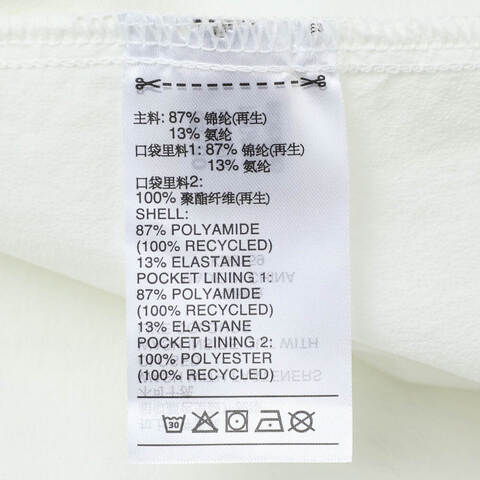 主料: 87% 锦纶(再生)
13% 氨纶
口袋里料1: 87% 锦纶(再生)
13% 氨纶
口袋里料2:
100% 聚酯纤维(再生)
SHELL:
87% POLYAMIDE
(100% RECYCLED)
13% ELASTANE
POCKET LINING 1:
87% POLYAMIDE
(100% RECYCLED)
13% ELASTANE
POCKET LINING 2:
100% POLYESTER
(100% RECYCLED)
30